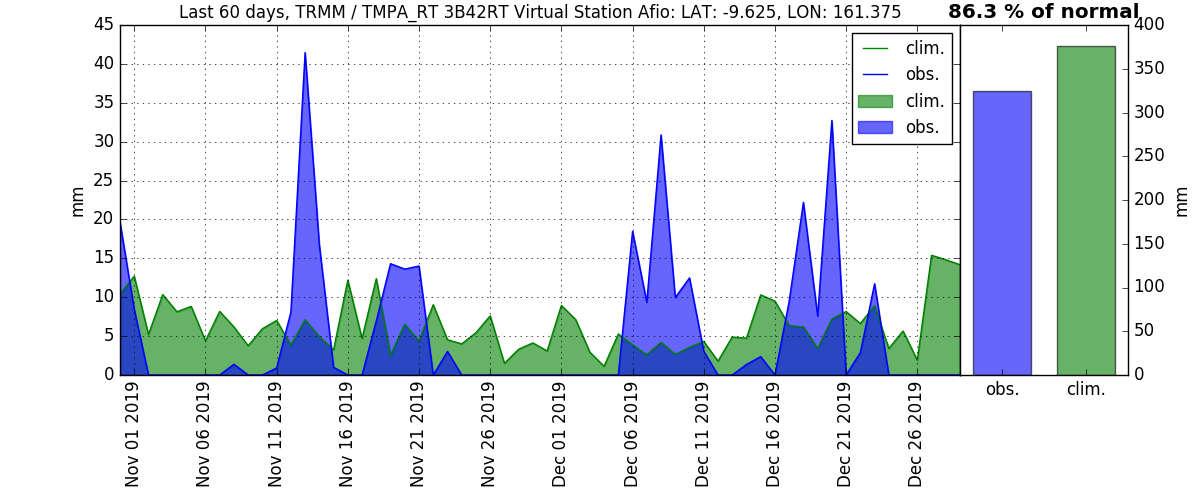 Last 60 days, TRMM / TMPA_RT 3B42RT Virtual Station Afio: LAT: -9.625, LON: 161.375
86.3 % of normal
45
40
35
30
25
20
15
10
5
0
mm
clim.
obs.
clim.
obs.
400
350
300
250
200
150
100
50
0
mm
Nov 01 2019
Nov 06 2019
Nov 11 2019
Nov 16 2019
Nov 21 2019
Nov 26 2019
Dec 01 2019
Dec 06 2019
Dec 11 2019
Dec 16 2019
Dec 21 2019
Dec 26 2019
obs.
clim.